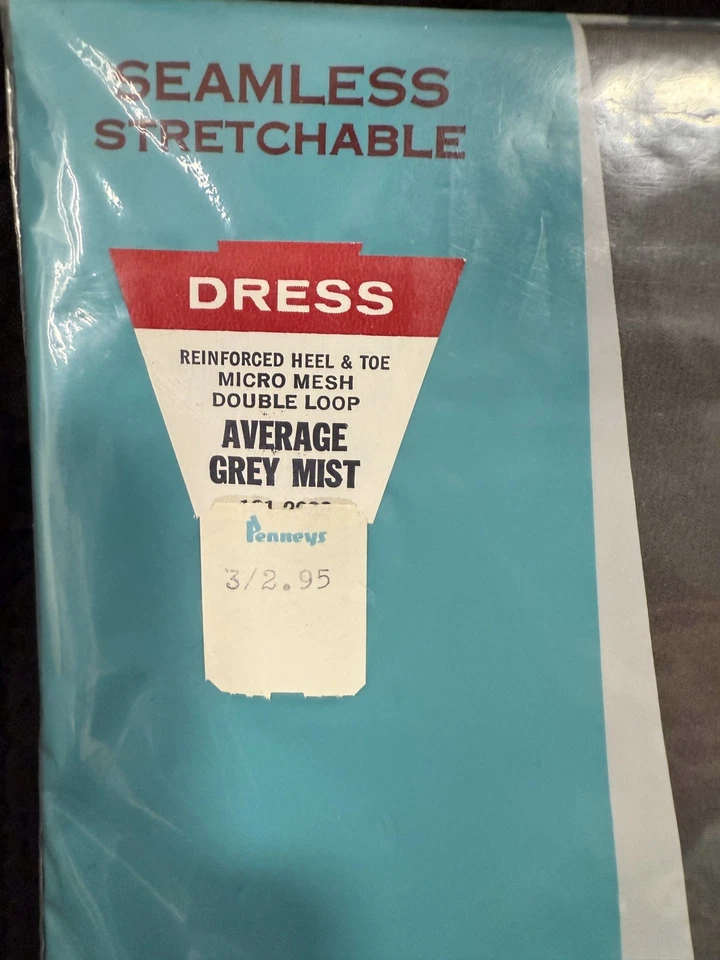 SEAMLESS
STRETCHABLE
DRESS
REINFORCED HEEL & TOE
MICRO MESH
DOUBLE LOOP
AVERAGE
GREY MIST
Penneys
3/2.95